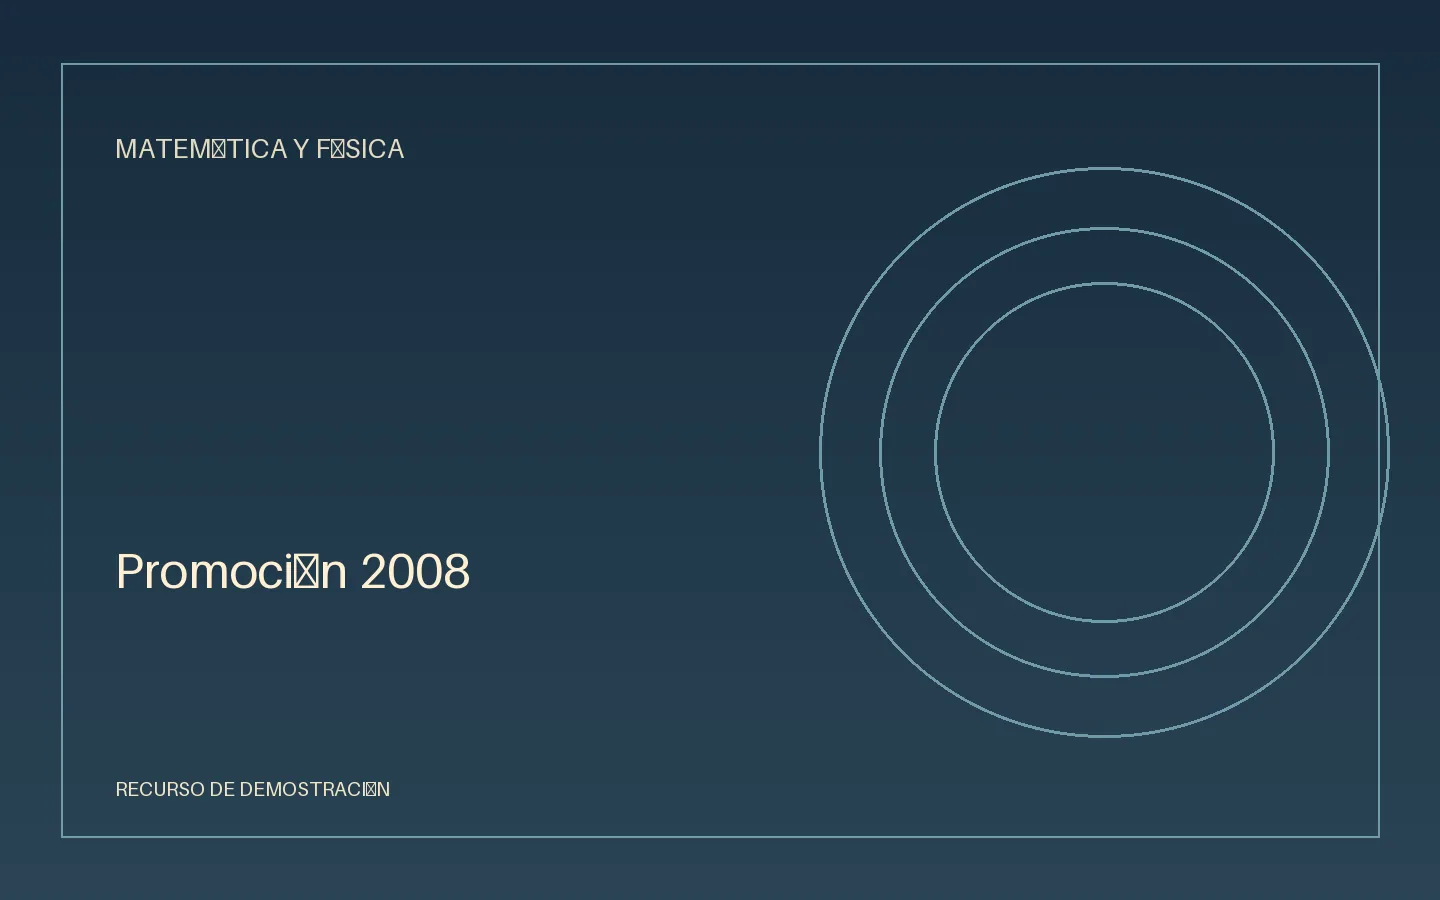 MATEM☒TICA Y F☒SICA
Promoci☒n 2008
RECURSO DE DEMOSTRACI☒N